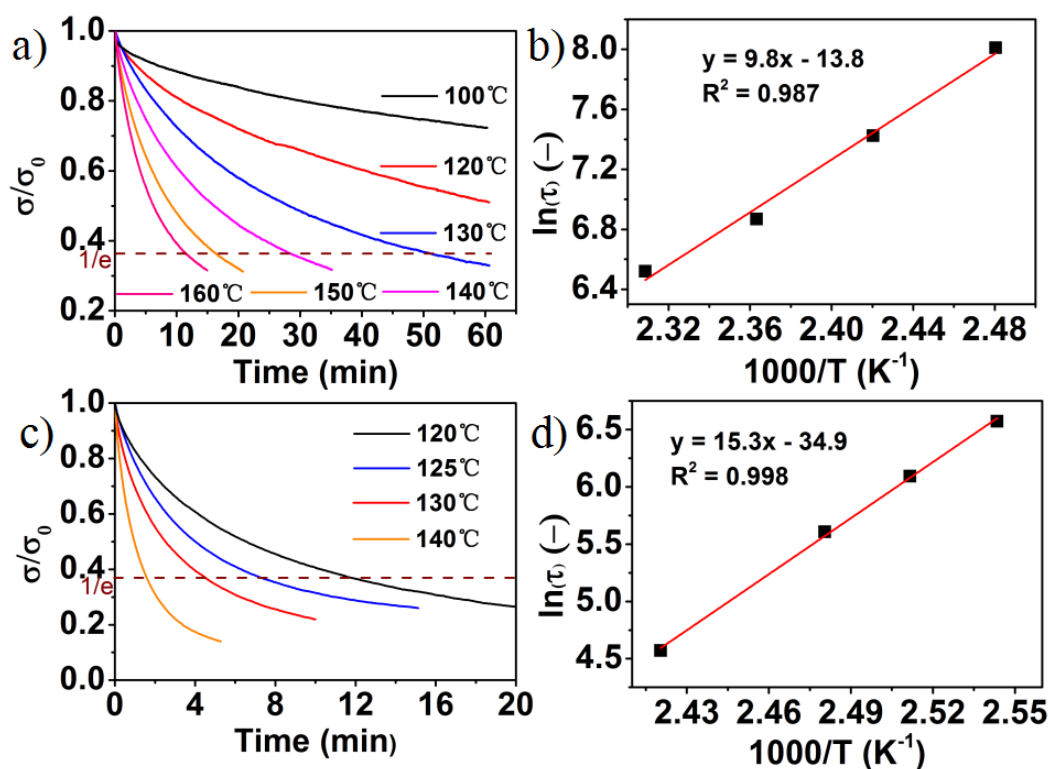 a)
1.0
0.8
0.6
0.4
0.2
1/e
σ/σ0
100℃
120℃
130℃
160℃ 150℃ 140℃
0 10 20 30 40 50 60
Time (min)
b)
8.0
7.2
6.4
ln(τ) (−)
y = 9.8x - 13.8
R² = 0.987
2.32 2.36 2.40 2.44 2.48
1000/T (K⁻¹)
c)
1.0
0.8
0.6
0.4
0.2
0.0
1/e
σ/σ0
120℃
125℃
130℃
140℃
0 4 8 12 16 20
Time (min)
d)
6.5
6.0
5.5
5.0
4.5
ln(τ) (−)
y = 15.3x - 34.9
R² = 0.998
2.43 2.46 2.49 2.52 2.55
1000/T (K⁻¹)